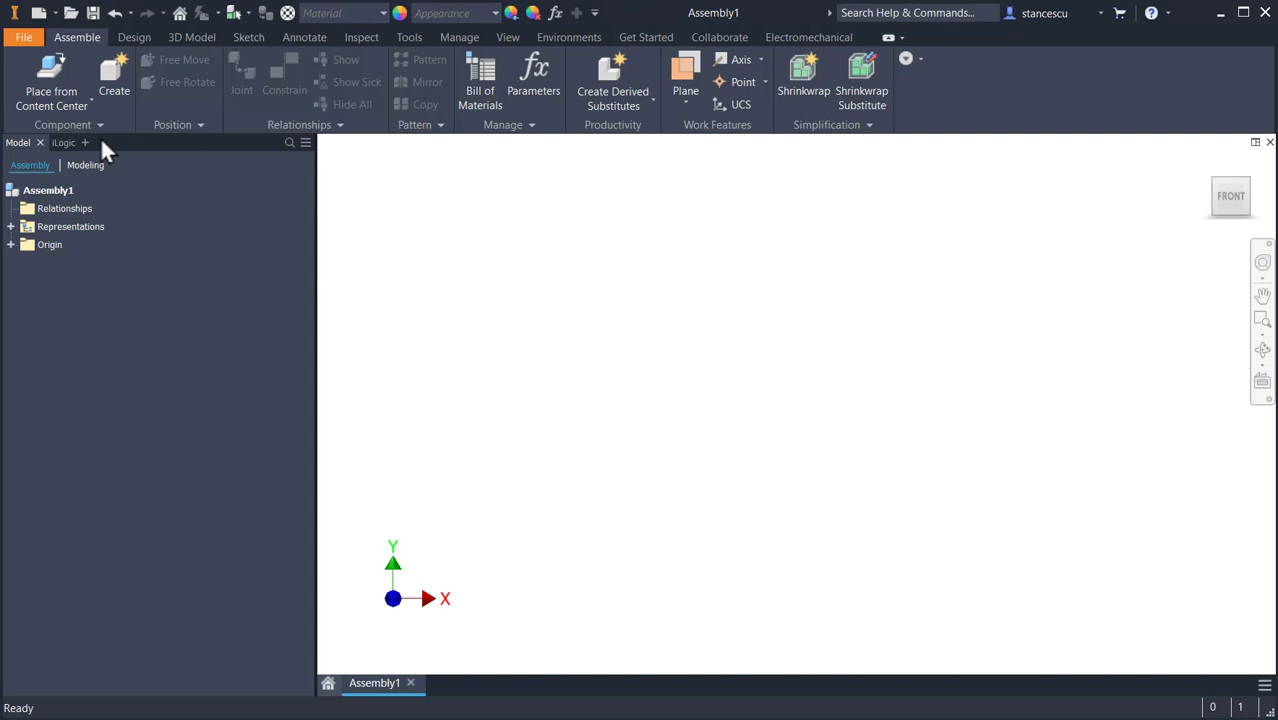 Material
Appearance
Assembly1
Search Help & Commands...
stancescu
File
Assemble
Design
3D Model
Sketch
Annotate
Inspect
Tools
Manage
View
Environments
Get Started
Collaborate
Electromechanical
Place from
Content Center
Create
Free Move
Free Rotate
Joint
Constrain
Show
Show Sick
Hide All
Pattern
Mirror
Copy
Bill of
Materials
fx
Parameters
Create Derived
Substitutes
Plane
Axis
Point
UCS
Shrinkwrap
Shrinkwrap
Substitute
Component
Position
Relationships
Pattern
Manage
Productivity
Work Features
Simplification
Model
iLogic
Assembly
Modeling
Assembly1
Relationships
Representations
Origin
FRONT
Y
X
Assembly1
Ready
0
1